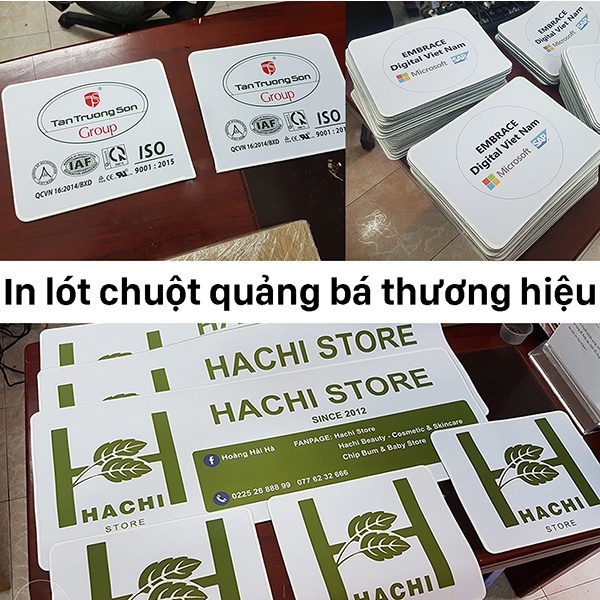 Tan Truong Son
Group
IAF
ISO
9001 : 2015
QCVN 16:2014/BXD
Tan Truong Son
Group
IAF
ISO
9001 : 2015
QCVN 16:2014/BXD
EMBRACE
Digital Viet Nam
Microsoft SAP
EMBRACE
Digital Viet Nam
Microsoft SAP
In lót chuột quảng bá thương hiệu
HACHI STORE
HACHI STORE
SINCE 2012
Hoàng Hải Hà
FANPAGE: Hachi Store
Hachi Beauty - Cosmetic & Skincare
Chip Bum & Baby Store
0225 26 888 99 077 62 32 666
HACHI
STORE
HACHI
STORE
HACHI